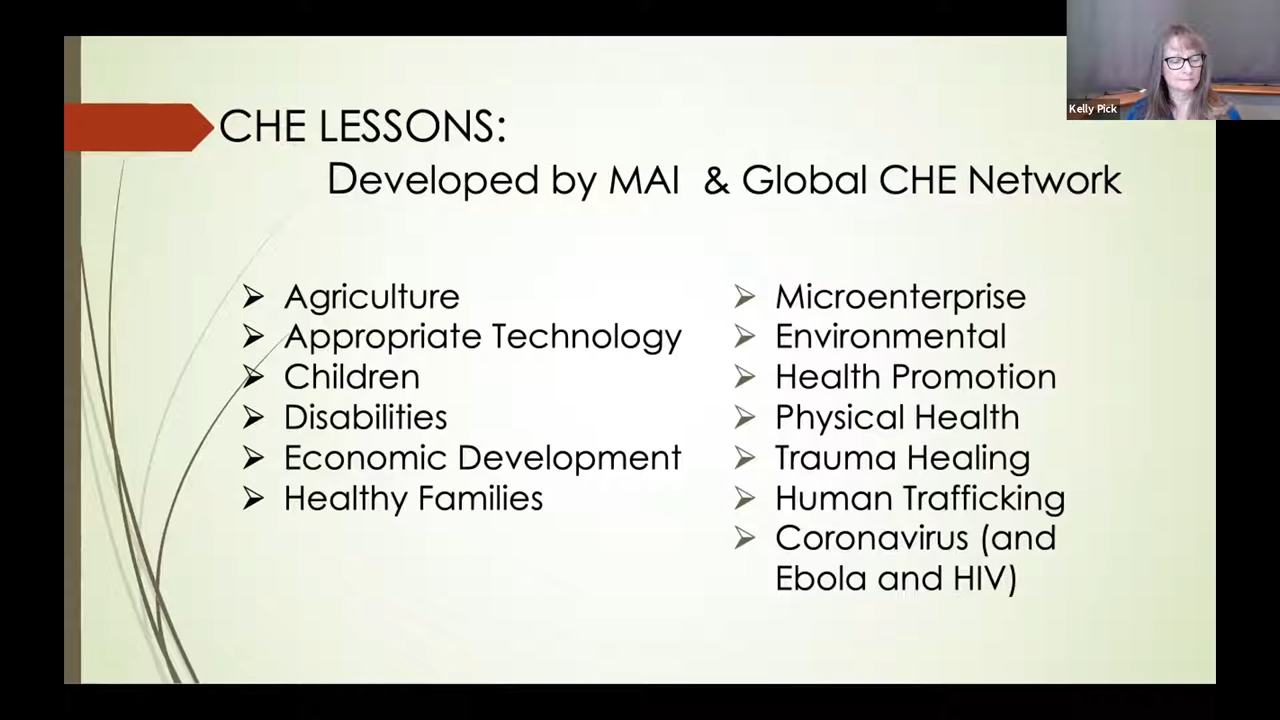 Kelly Pick
CHE LESSONS:
Developed by MAI & Global CHE Network
Agriculture
Appropriate Technology
Children
Disabilities
Economic Development
Healthy Families
Microenterprise
Environmental
Health Promotion
Physical Health
Trauma Healing
Human Trafficking
Coronavirus (and
Ebola and HIV)